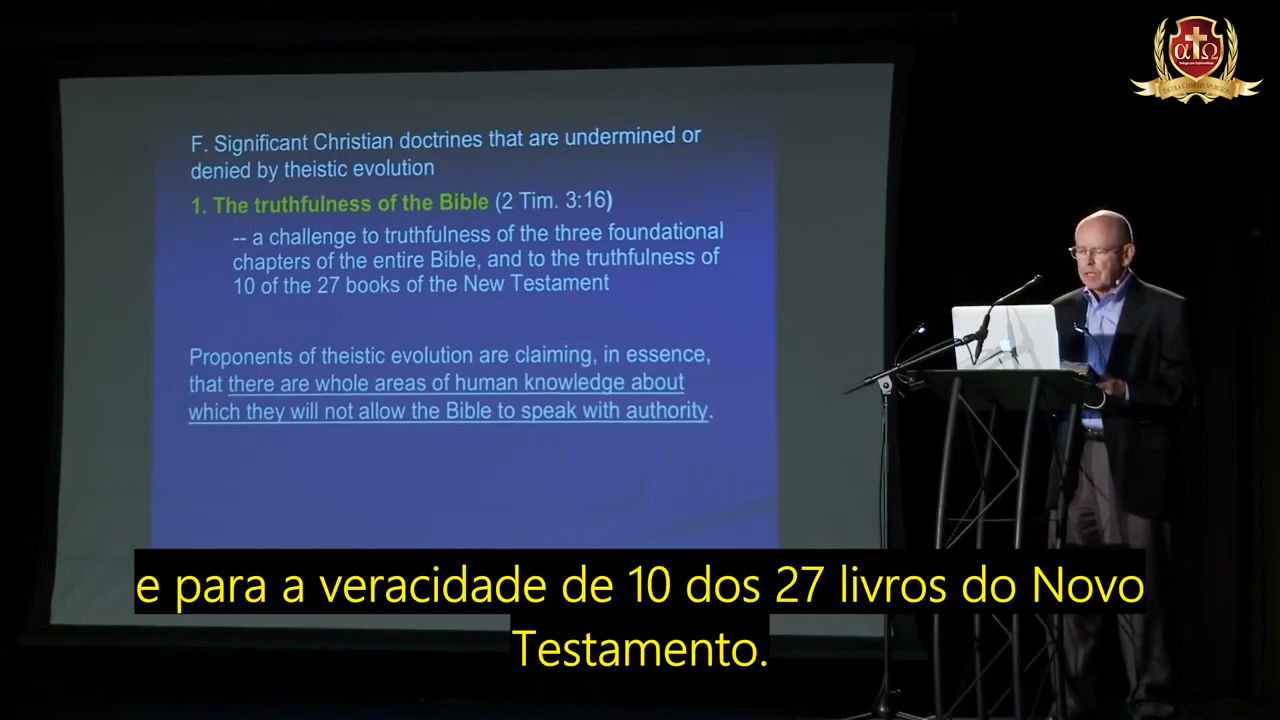 F. Significant Christian doctrines that are undermined or
denied by theistic evolution
1. The truthfulness of the Bible (2 Tim. 3:16)
-- a challenge to truthfulness of the three foundational
chapters of the entire Bible, and to the truthfulness of
10 of the 27 books of the New Testament
Proponents of theistic evolution are claiming, in essence,
that there are whole areas of human knowledge about
which they will not allow the Bible to speak with authority.
α Ω
ESCOLA CHARLES SPURGEON
e para a veracidade de 10 dos 27 livros do Novo
Testamento.